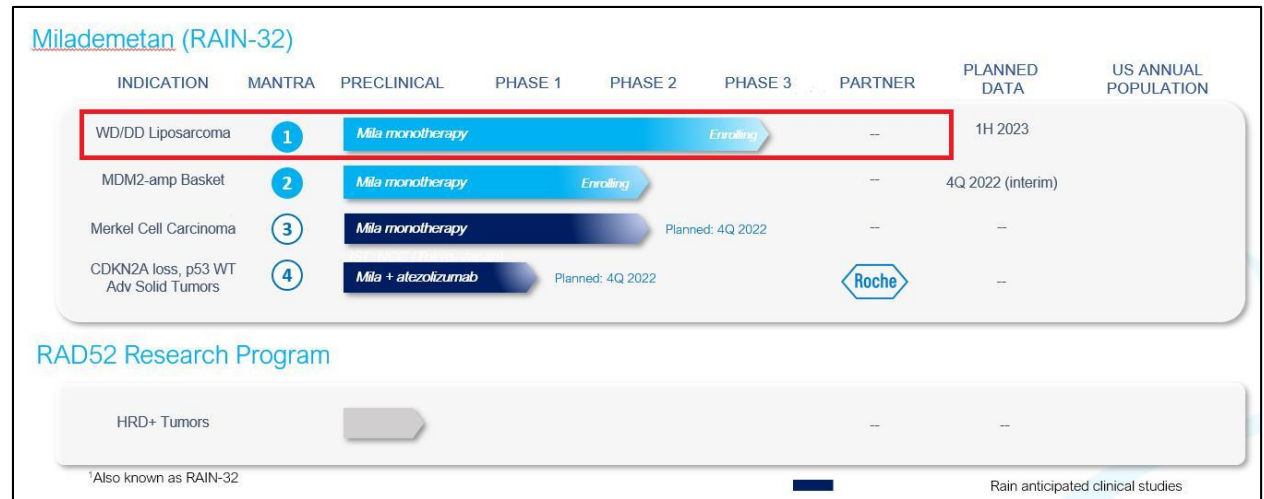 Milademetan (RAIN-32)
INDICATION MANTRA PRECLINICAL PHASE 1 PHASE 2 PHASE 3 PARTNER PLANNED DATA US ANNUAL POPULATION
WD/DD Liposarcoma 1 Mila monotherapy Enrolling -- 1H 2023
MDM2-amp Basket 2 Mila monotherapy Enrolling -- 4Q 2022 (interim)
Merkel Cell Carcinoma 3 Mila monotherapy Planned: 4Q 2022 -- --
CDKN2A loss, p53 WT
Adv Solid Tumors 4 Mila + atezolizumab Planned: 4Q 2022 Roche --
RAD52 Research Program
HRD+ Tumors -- --
¹Also known as RAIN-32 Rain anticipated clinical studies